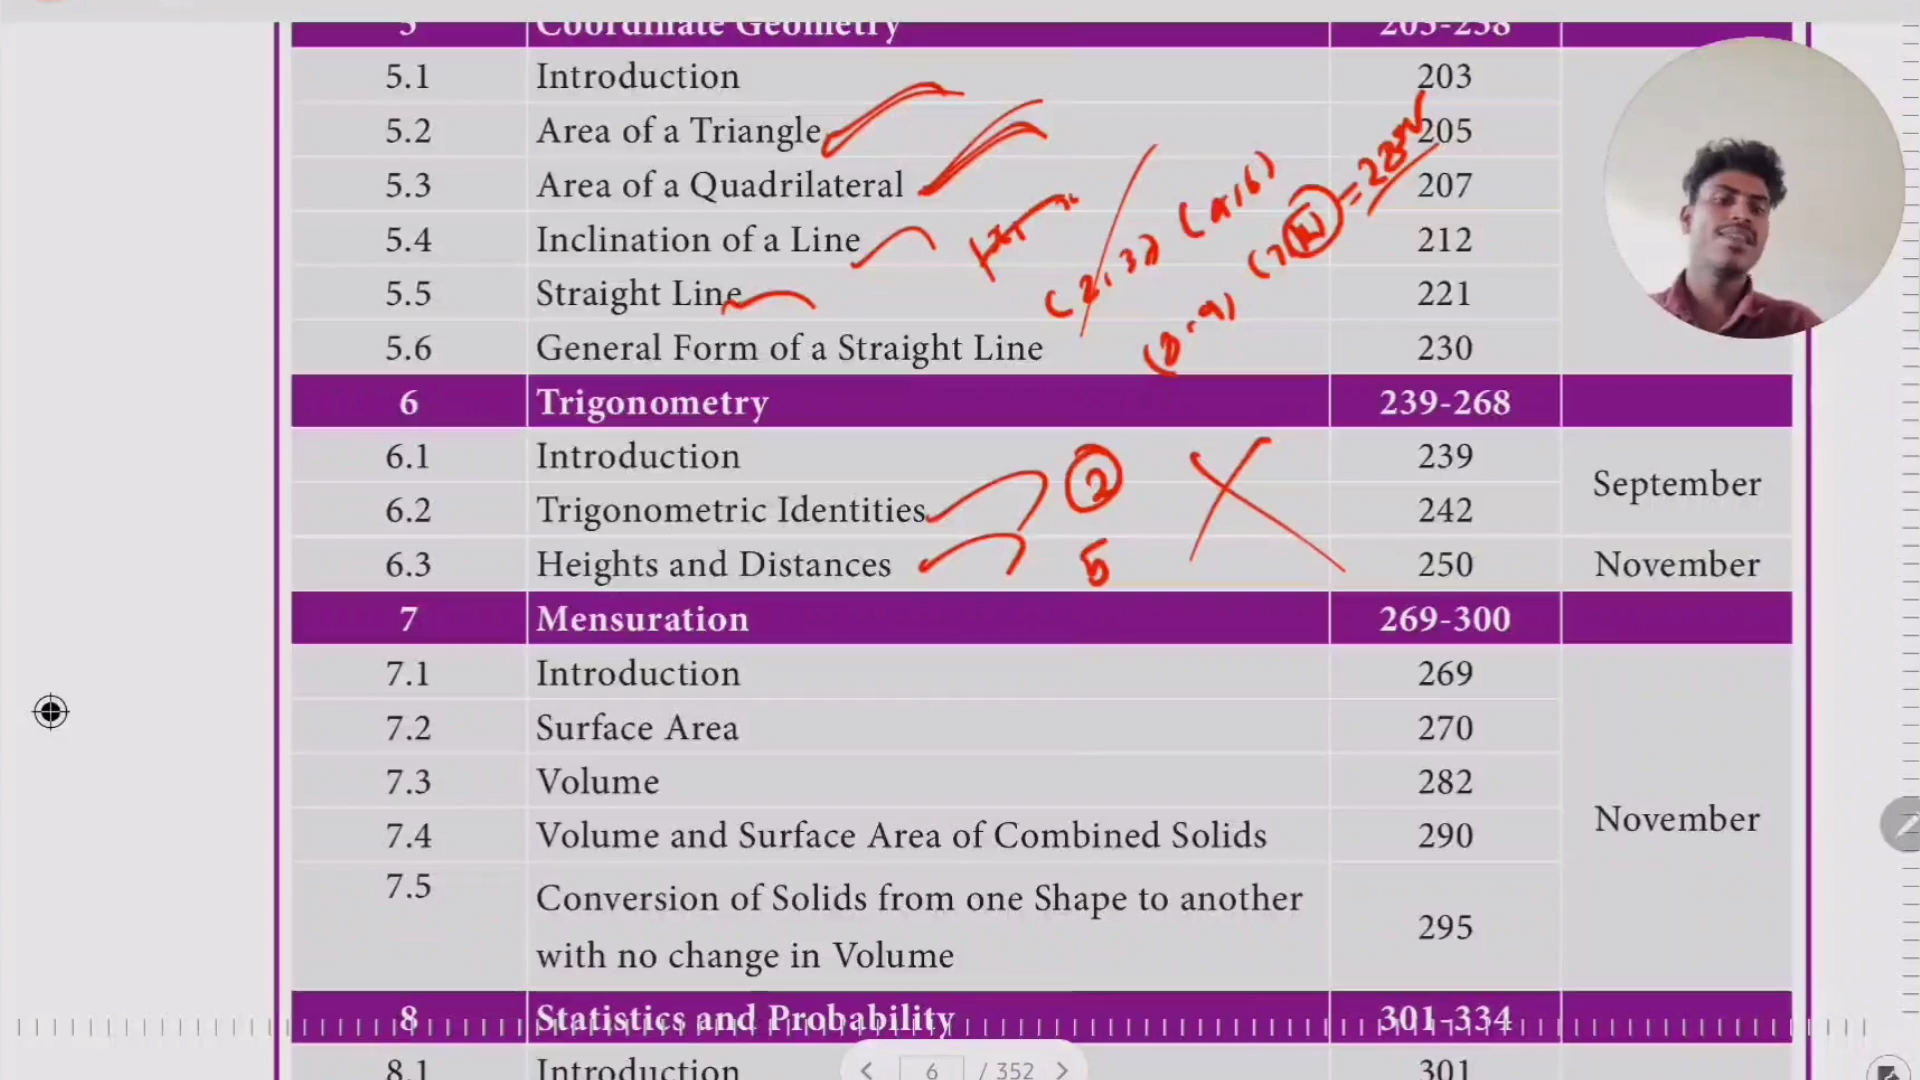 5 Coordinate Geometry 203-238
5.1 Introduction 203
5.2 Area of a Triangle 205
5.3 Area of a Quadrilateral 207
5.4 Inclination of a Line 212
5.5 Straight Line 221
5.6 General Form of a Straight Line 230
6 Trigonometry 239-268
6.1 Introduction 239
6.2 Trigonometric Identities 242 September
6.3 Heights and Distances 250 November
2
5
7 Mensuration 269-300
7.1 Introduction 269
7.2 Surface Area 270
7.3 Volume 282
7.4 Volume and Surface Area of Combined Solids 290 November
7.5 Conversion of Solids from one Shape to another
with no change in Volume 295
8 Statistics and Probability 301-334
8.1 Introduction 301
6 / 352